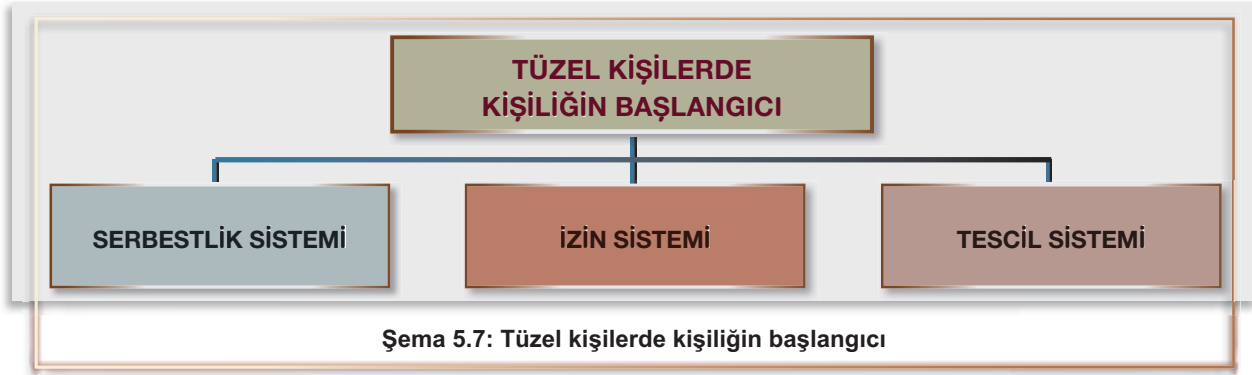 TÜZEL KİŞİLERDE
KİŞİLİĞİN BAŞLANGICI
SERBESTLİK SİSTEMİ
İZİN SİSTEMİ
TESCİL SİSTEMİ
Şema 5.7: Tüzel kişilerde kişiliğin başlangıcı